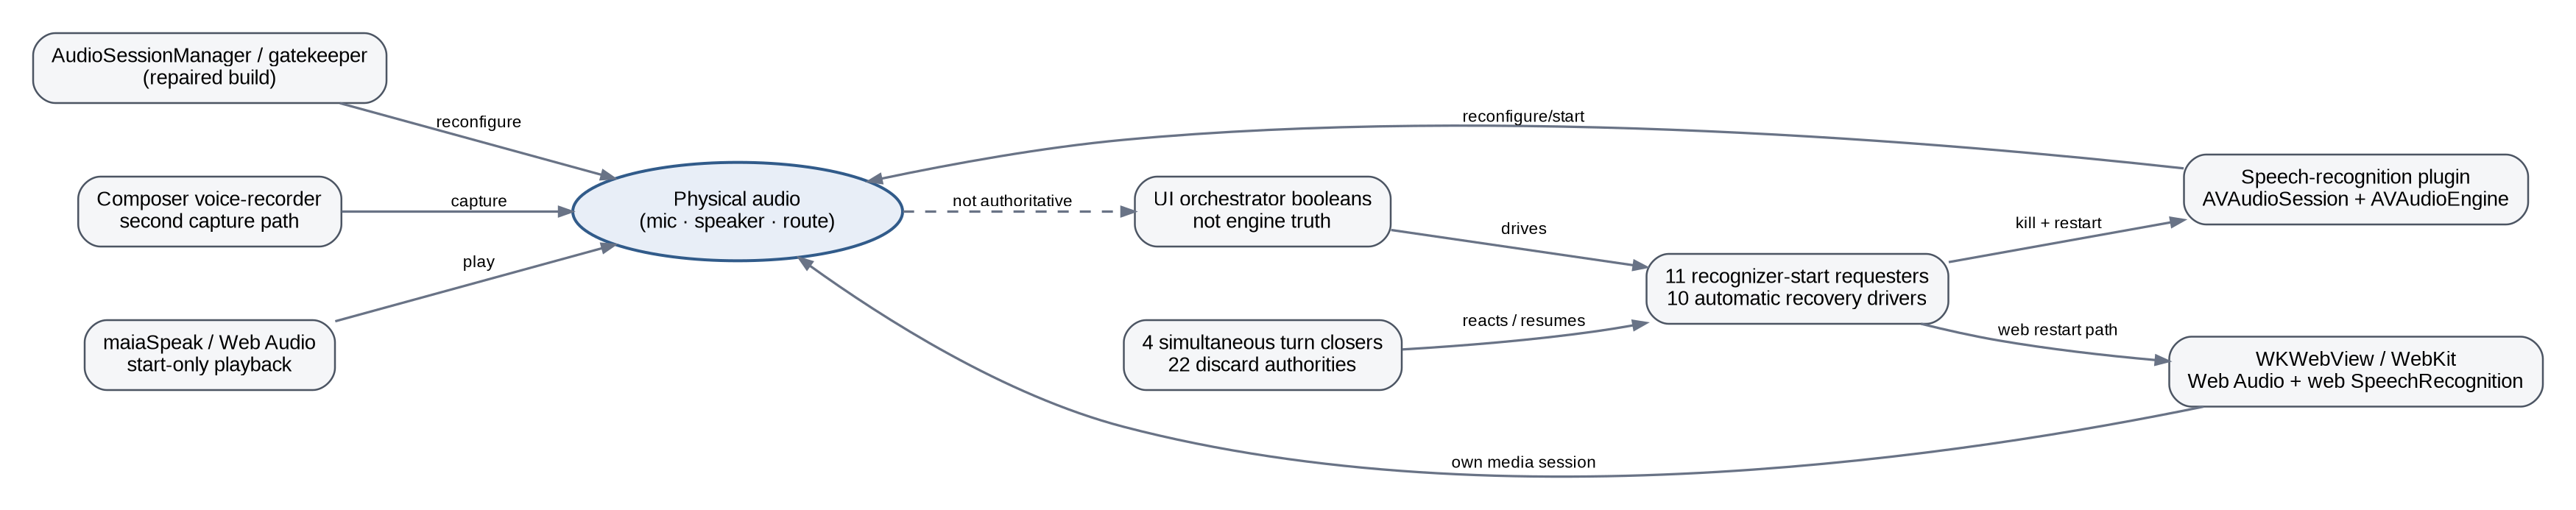 AudioSessionManager / gatekeeper
(repaired build)
reconfigure
Composer voice-recorder
second capture path
capture
maiaSpeak / Web Audio
start-only playback
play
Physical audio
(mic · speaker · route)
not authoritative
UI orchestrator booleans
not engine truth
drives
4 simultaneous turn closers
22 discard authorities
reacts / resumes
reconfigure/start
11 recognizer-start requesters
10 automatic recovery drivers
kill + restart
web restart path
Speech-recognition plugin
AVAudioSession + AVAudioEngine
WKWebView / WebKit
Web Audio + web SpeechRecognition
own media session